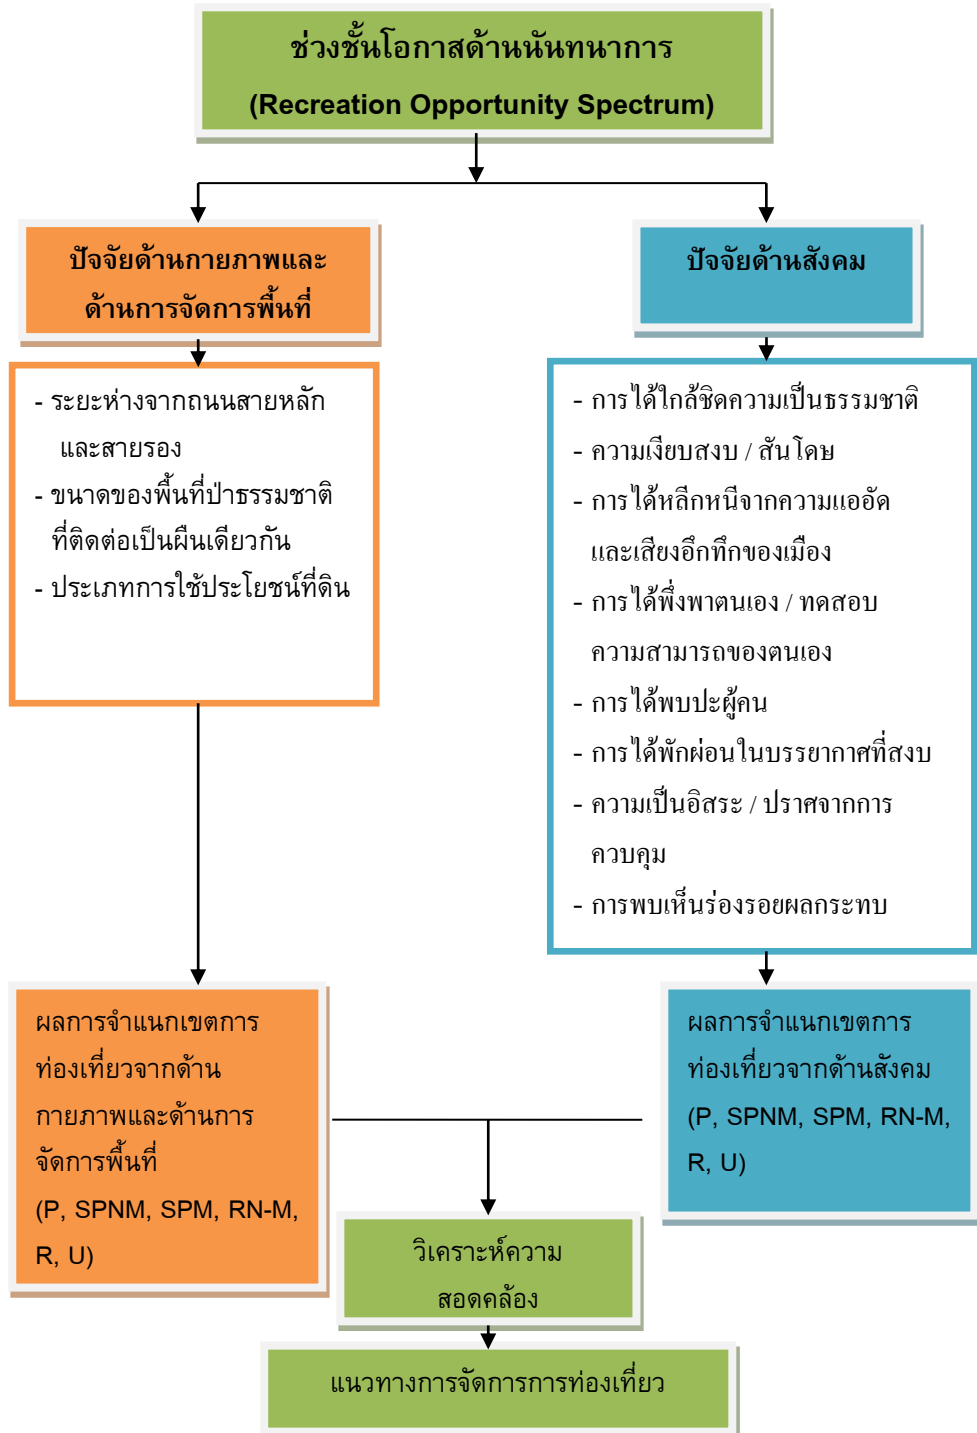 ช่วงชั้นโอกาสด้านนันทนาการ
(Recreation Opportunity Spectrum)
ปัจจัยด้านกายภาพและ
ด้านการจัดการพื้นที่
- ระยะห่างจากถนนสายหลัก
และสายรอง
- ขนาดของพื้นที่ป่าธรรมชาติ
ที่ติดต่อเป็นผืนเดียวกัน
- ประเภทการใช้ประโยชน์ที่ดิน
ปัจจัยด้านสังคม
- การได้ใกล้ชิดความเป็นธรรมชาติ
- ความเงียบสงบ / สันโดษ
- การได้หลีกหนีจากความแออัด
และเสียงอึกทึกของเมือง
- การได้พึ่งพาตนเอง / ทดสอบ
ความสามารถของตนเอง
- การได้พบปะผู้คน
- การได้พักผ่อนในบรรยากาศที่สงบ
- ความเป็นอิสระ / ปราศจากการ
ควบคุม
- การพบเห็นร่องรอยผลกระทบ
ผลการจำแนกเขตการ
ท่องเที่ยวจากด้าน
กายภาพและด้านการ
จัดการพื้นที่
(P, SPNM, SPM, RN-M,
R, U)
ผลการจำแนกเขตการ
ท่องเที่ยวจากด้านสังคม
(P, SPNM, SPM, RN-M,
R, U)
วิเคราะห์ความ
สอดคล้อง
แนวทางการจัดการการท่องเที่ยว